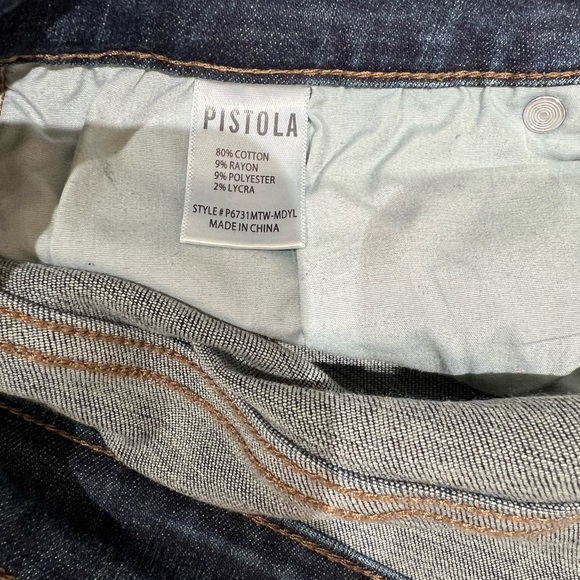 PISTOLA
80% COTTON
9% RAYON
9% POLYESTER
2% LYCRA
STYLE # P6731MTW-MDYL
MADE IN CHINA